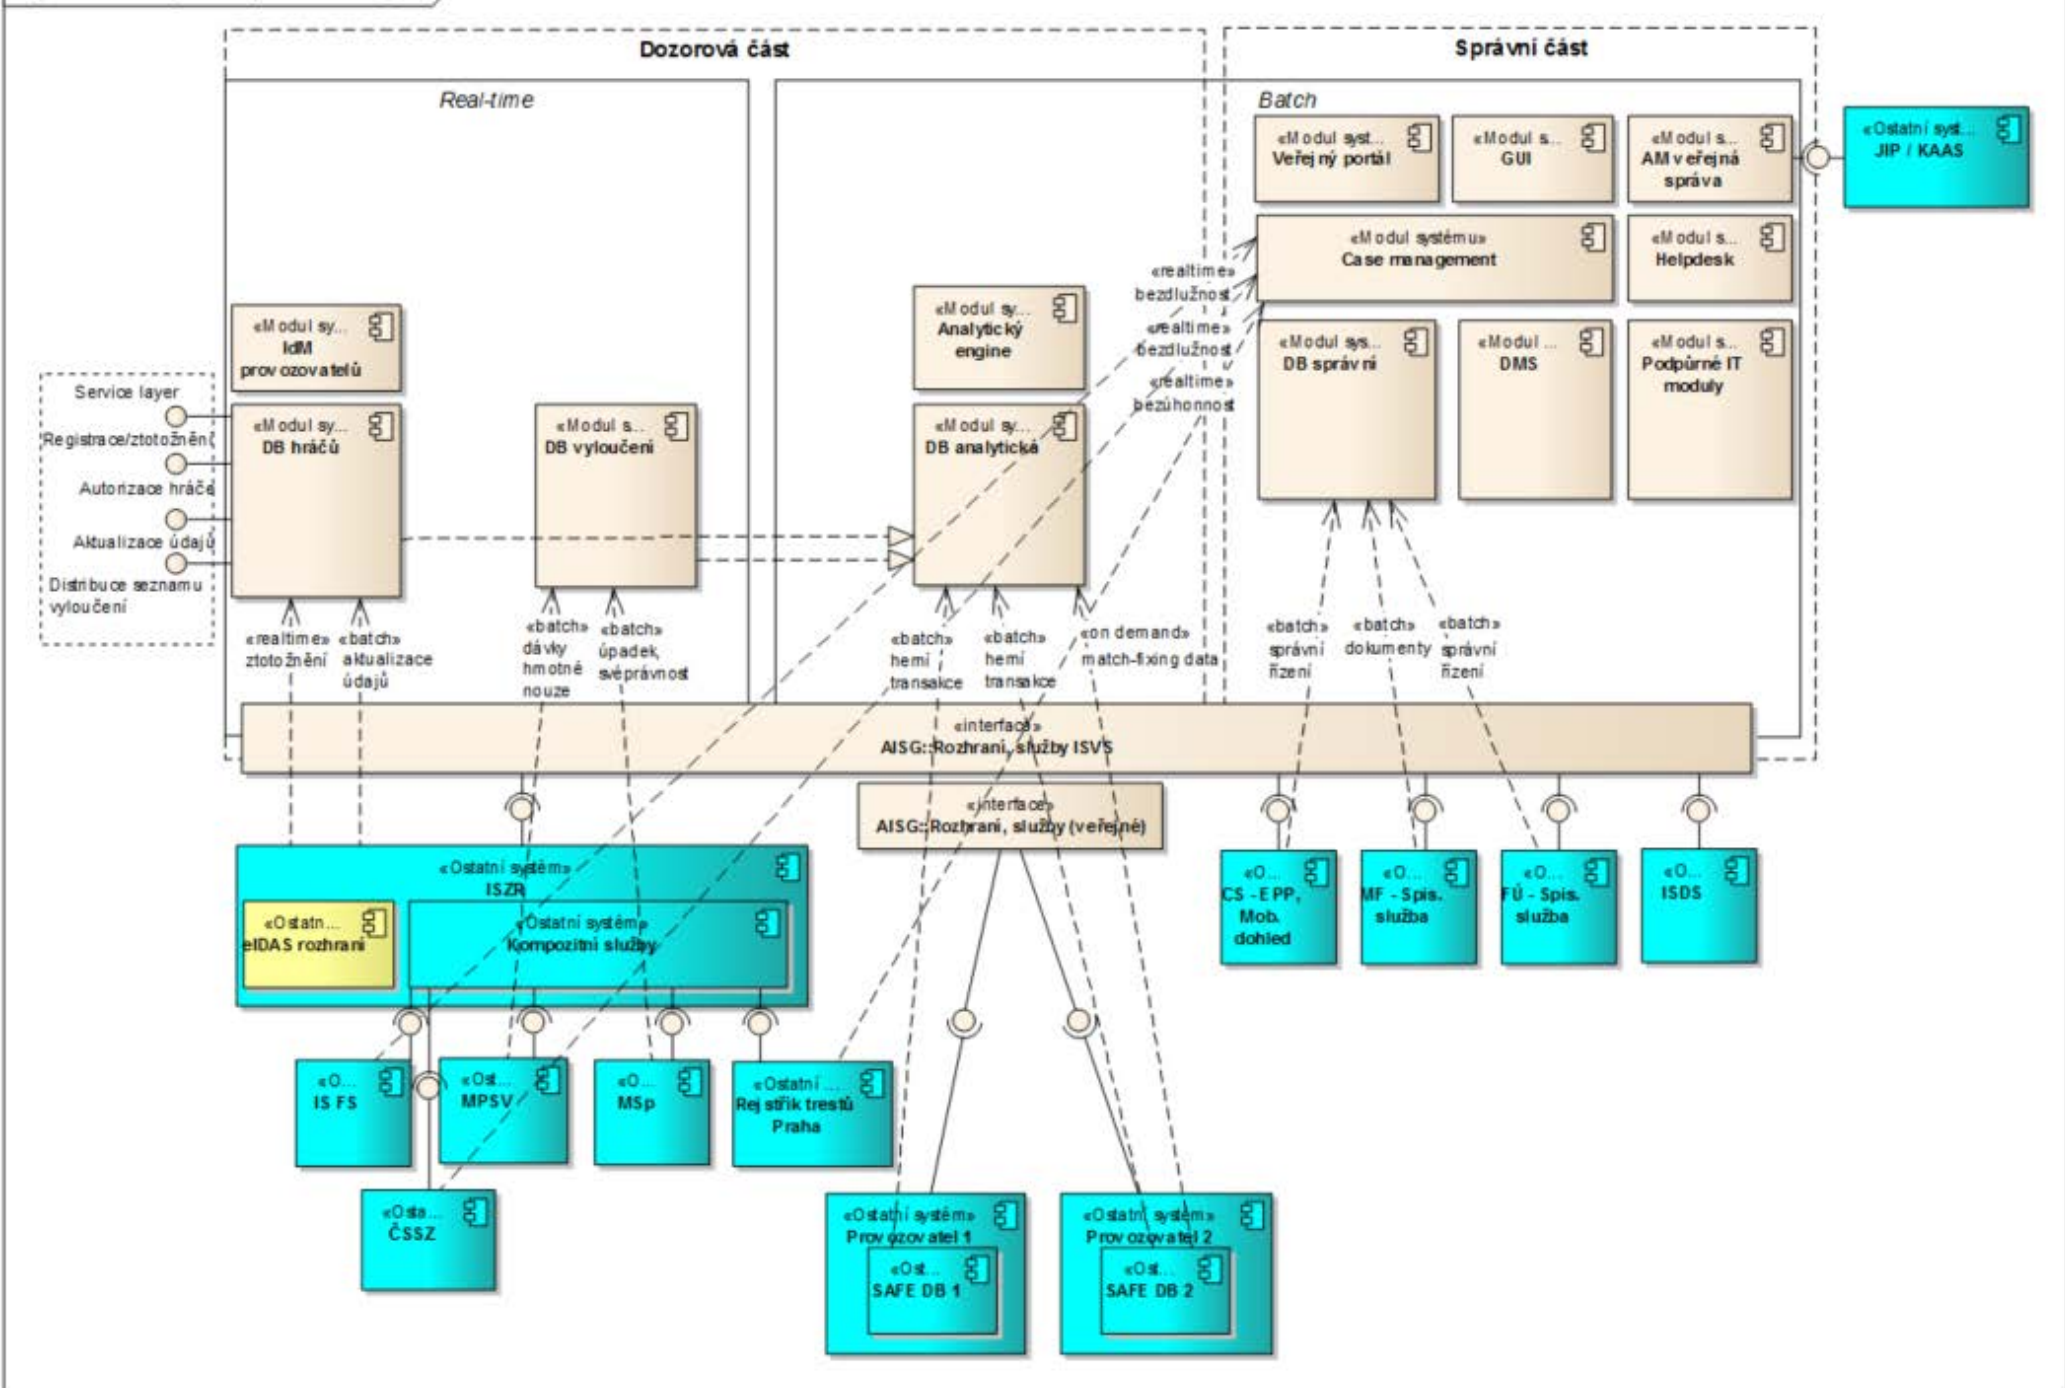 Dozorová část
Správní část
Real-time
Batch
«Modul syst...
Veřejný portál
«Modul s...
GUI
«Modul s...
AM veřejná
správa
«Ostatní syst...
JIP / KAAS
«Modul systému»
Case management
«Modul s...
Helpdesk
«realtime»
bezdlužnost
«realtime»
bezdlužnost
«realtime»
bezúhonnost
«Modul sy...
IdM
provozovatelů
«Modul sy...
Analytický
engine
«Modul sys...
DB správní
«Modul ...
DMS
«Modul s...
Podpůrné IT
moduly
Service layer
Registrace/ztotožnění
Autorizace hráče
Aktualizace údajů
Distribuce seznamu
vyloučení
«Modul sy...
DB hráčů
«Modul s...
DB vyloučení
«Modul sy...
DB analytická
«realtime»
ztotožnění
«batch»
aktualizace
údajů
«batch»
dávky
hmotné
nouze
«batch»
úpadek,
svéprávnost
«batch»
herní
transakce
«batch»
herní
transakce
«on demand»
match-fixing data
«batch»
správní
řízení
«batch»
dokumenty
«batch»
správní
řízení
«interface»
AISG::Rozhraní, služby ISVS
«interface»
AISG::Rozhraní, služby (veřejné)
«Ostatní systém»
ISZR
«Ostatn...
eIDAS rozhraní
«Ostatní systém»
Kompozitní služby
«O...
CS - EPP,
Mob.
dohled
«O...
MF - Spis.
služba
«O...
FÚ - Spis.
služba
«O...
ISDS
«O...
IS FS
«Ost...
MPSV
«O...
MSp
«Ostatní ...
Rejstřík trestů
Praha
«Osta...
ČSSZ
«Ostatní systém»
Provozovatel 1
«Ost...
SAFE DB 1
«Ostatní systém»
Provozovatel 2
«Ost...
SAFE DB 2